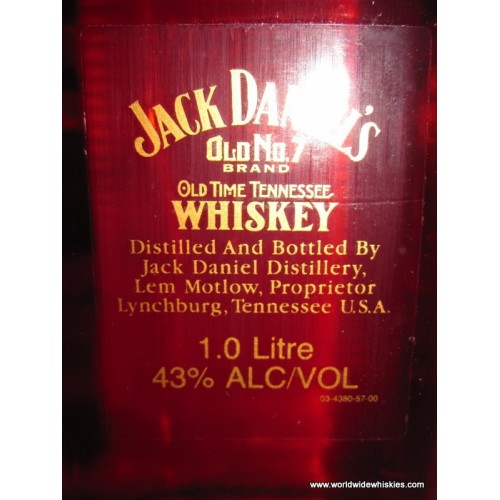 JACK DANIEL'S
OLD NO. 7
BRAND
OLD TIME TENNESSEE
WHISKEY
Distilled And Bottled By
Jack Daniel Distillery,
Lem Motlow, Proprietor
Lynchburg, Tennessee U.S.A.
1.0 Litre
43% ALC/VOL
03-4380-57-00
www.worldwidewhiskies.com